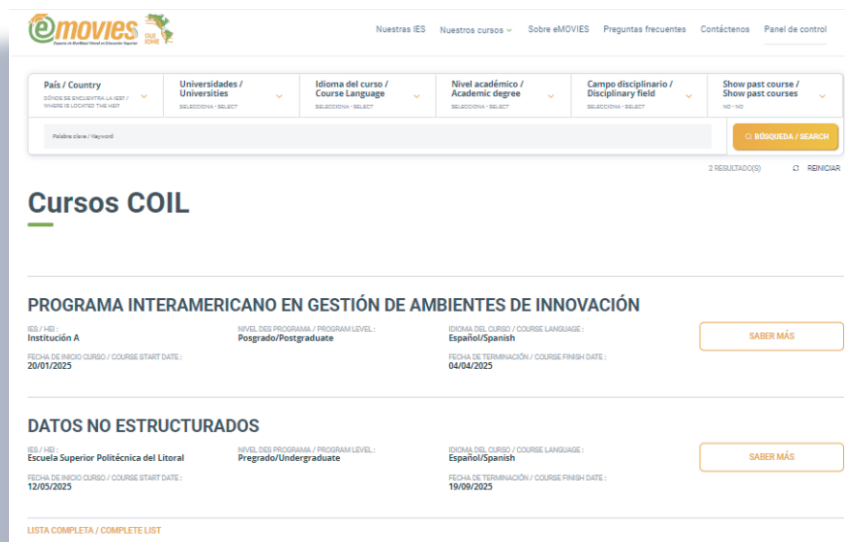 emovies
OUI
IOHE
Espacio de Movilidad Virtual en Educación Superior
Nuestras IES Nuestros cursos Sobre eMOVIES Preguntas frecuentes Contáctenos Panel de control
País / Country
DÓNDE SE ENCUENTRA LA IES? /
WHERE IS LOCATED THE HEI?
Universidades /
Universities
SELECCIONA - SELECT
Idioma del curso /
Course Language
SELECCIONA - SELECT
Nivel académico /
Academic degree
SELECCIONA - SELECT
Campo disciplinario /
Disciplinary field
SELECCIONA - SELECT
Show past course /
Show past courses
NO - NO
Palabra clave / Keyword
BÚSQUEDA / SEARCH
2 RESULTADO(S) REINICIAR
Cursos COIL
PROGRAMA INTERAMERICANO EN GESTIÓN DE AMBIENTES DE INNOVACIÓN
IES / HEI :
Institución A
NIVEL DES PROGRAMA / PROGRAM LEVEL :
Posgrado/Postgraduate
IDIOMA DEL CURSO / COURSE LANGUAGE :
Español/Spanish
SABER MÁS
FECHA DE INICIO CURSO / COURSE START DATE :
20/01/2025
FECHA DE TERMINACIÓN / COURSE FINISH DATE :
04/04/2025
DATOS NO ESTRUCTURADOS
IES / HEI :
Escuela Superior Politécnica del Litoral
NIVEL DES PROGRAMA / PROGRAM LEVEL :
Pregrado/Undergraduate
IDIOMA DEL CURSO / COURSE LANGUAGE :
Español/Spanish
SABER MÁS
FECHA DE INICIO CURSO / COURSE START DATE :
12/05/2025
FECHA DE TERMINACIÓN / COURSE FINISH DATE :
19/09/2025
LISTA COMPLETA / COMPLETE LIST